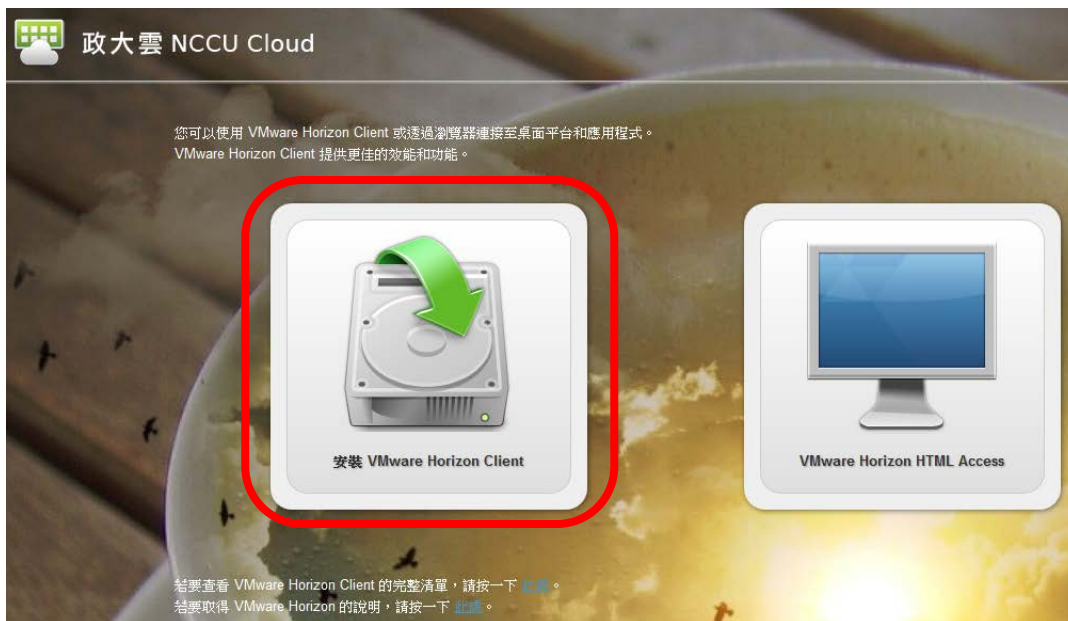 政大雲 NCCU Cloud
您可以使用 VMware Horizon Client 或透過瀏覽器連接至桌面平台和應用程式。
VMware Horizon Client 提供更佳的效能和功能。
安裝 VMware Horizon Client
VMware Horizon HTML Access
若要查看 VMware Horizon Client 的完整清單，請按一下 此處。
若要取得 VMware Horizon 的說明，請按一下 此處。